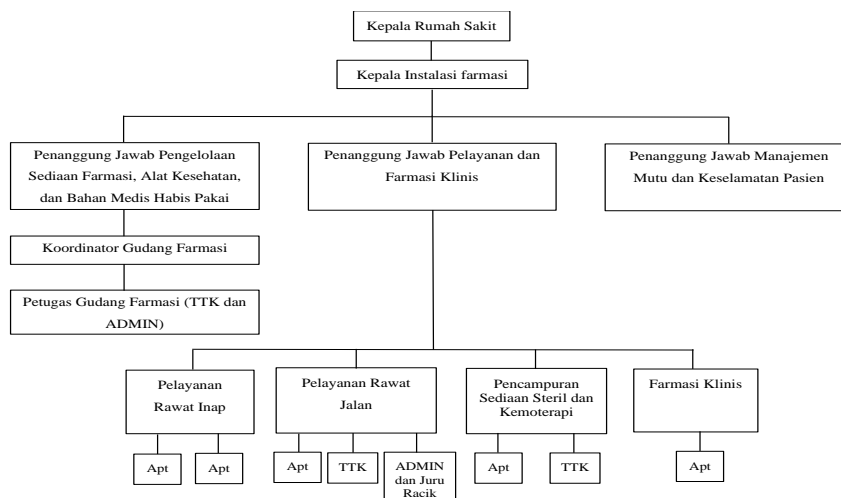 Kepala Rumah Sakit
Kepala Instalasi farmasi
Penanggung Jawab Pengelolaan
Sediaan Farmasi, Alat Kesehatan,
dan Bahan Medis Habis Pakai
Penanggung Jawab Pelayanan dan
Farmasi Klinis
Penanggung Jawab Manajemen
Mutu dan Keselamatan Pasien
Koordinator Gudang Farmasi
Petugas Gudang Farmasi (TTK dan
ADMIN)
Pelayanan
Rawat Inap
Pelayanan Rawat
Jalan
Pencampuran
Sediaan Steril dan
Kemoterapi
Farmasi Klinis
Apt
Apt
Apt
TTK
ADMIN
dan Juru
Racik
Apt
TTK
Apt